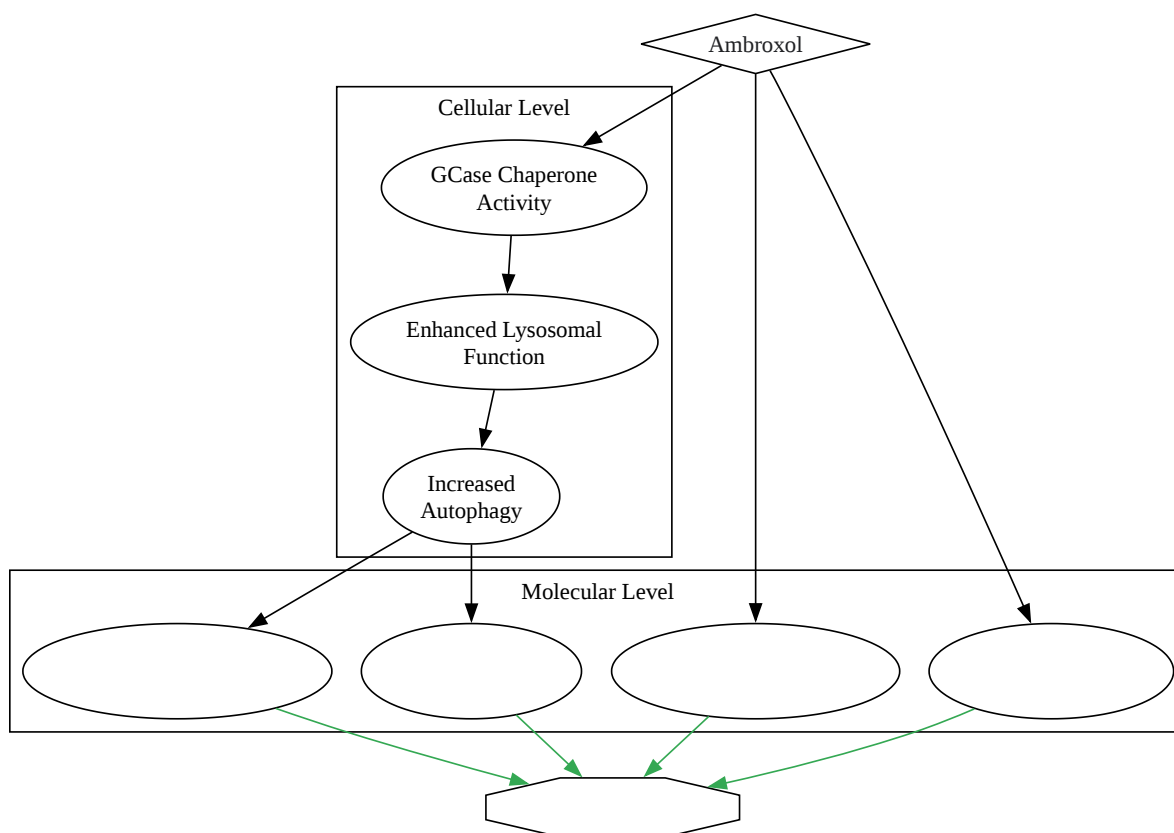 Ambroxol
Cellular Level
GCase Chaperone
Activity
Enhanced Lysosomal
Function
Increased
Autophagy
Molecular Level